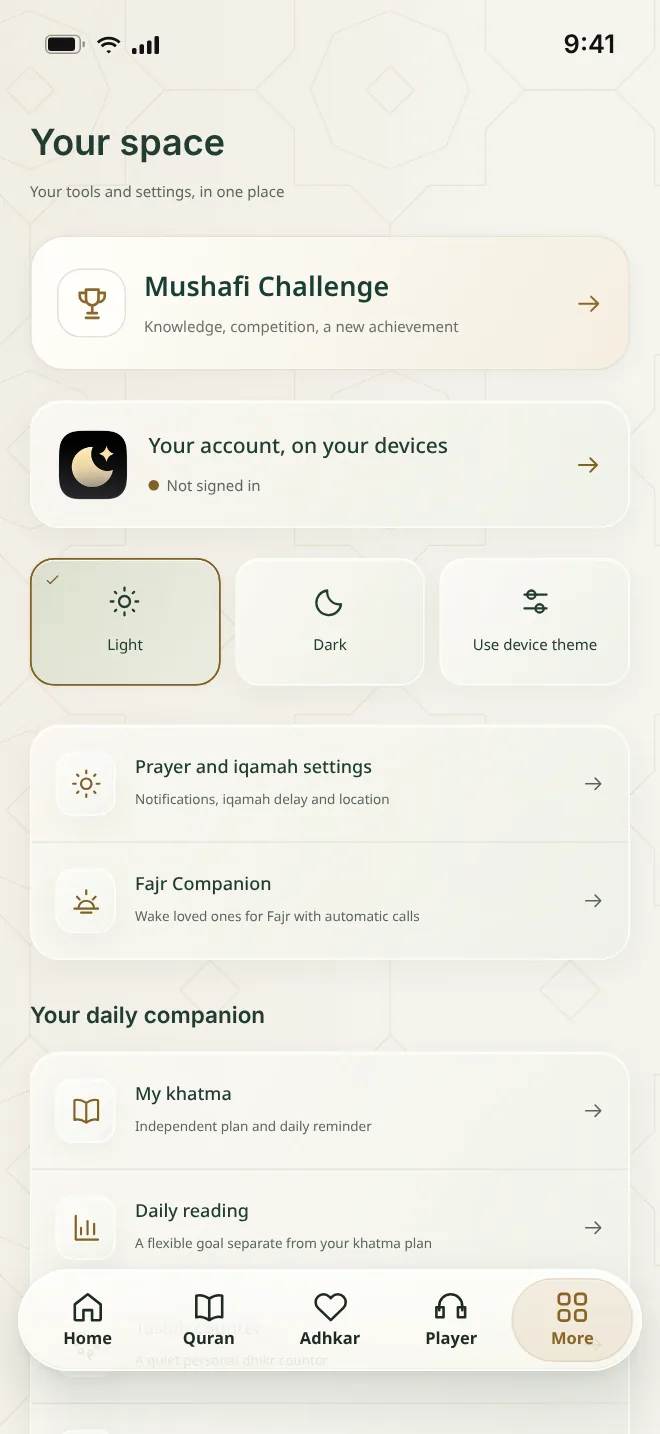 9:41
Your space
Your tools and settings, in one place
Mushafi Challenge
Knowledge, competition, a new achievement
Your account, on your devices
Not signed in
Light
Dark
Use device theme
Prayer and iqamah settings
Notifications, iqamah delay and location
Fajr Companion
Wake loved ones for Fajr with automatic calls
Your daily companion
My khatma
Independent plan and daily reminder
Daily reading
A flexible goal separate from your khatma plan
A quiet personal dhikr counter
Home
Quran
Adhkar
Player
More